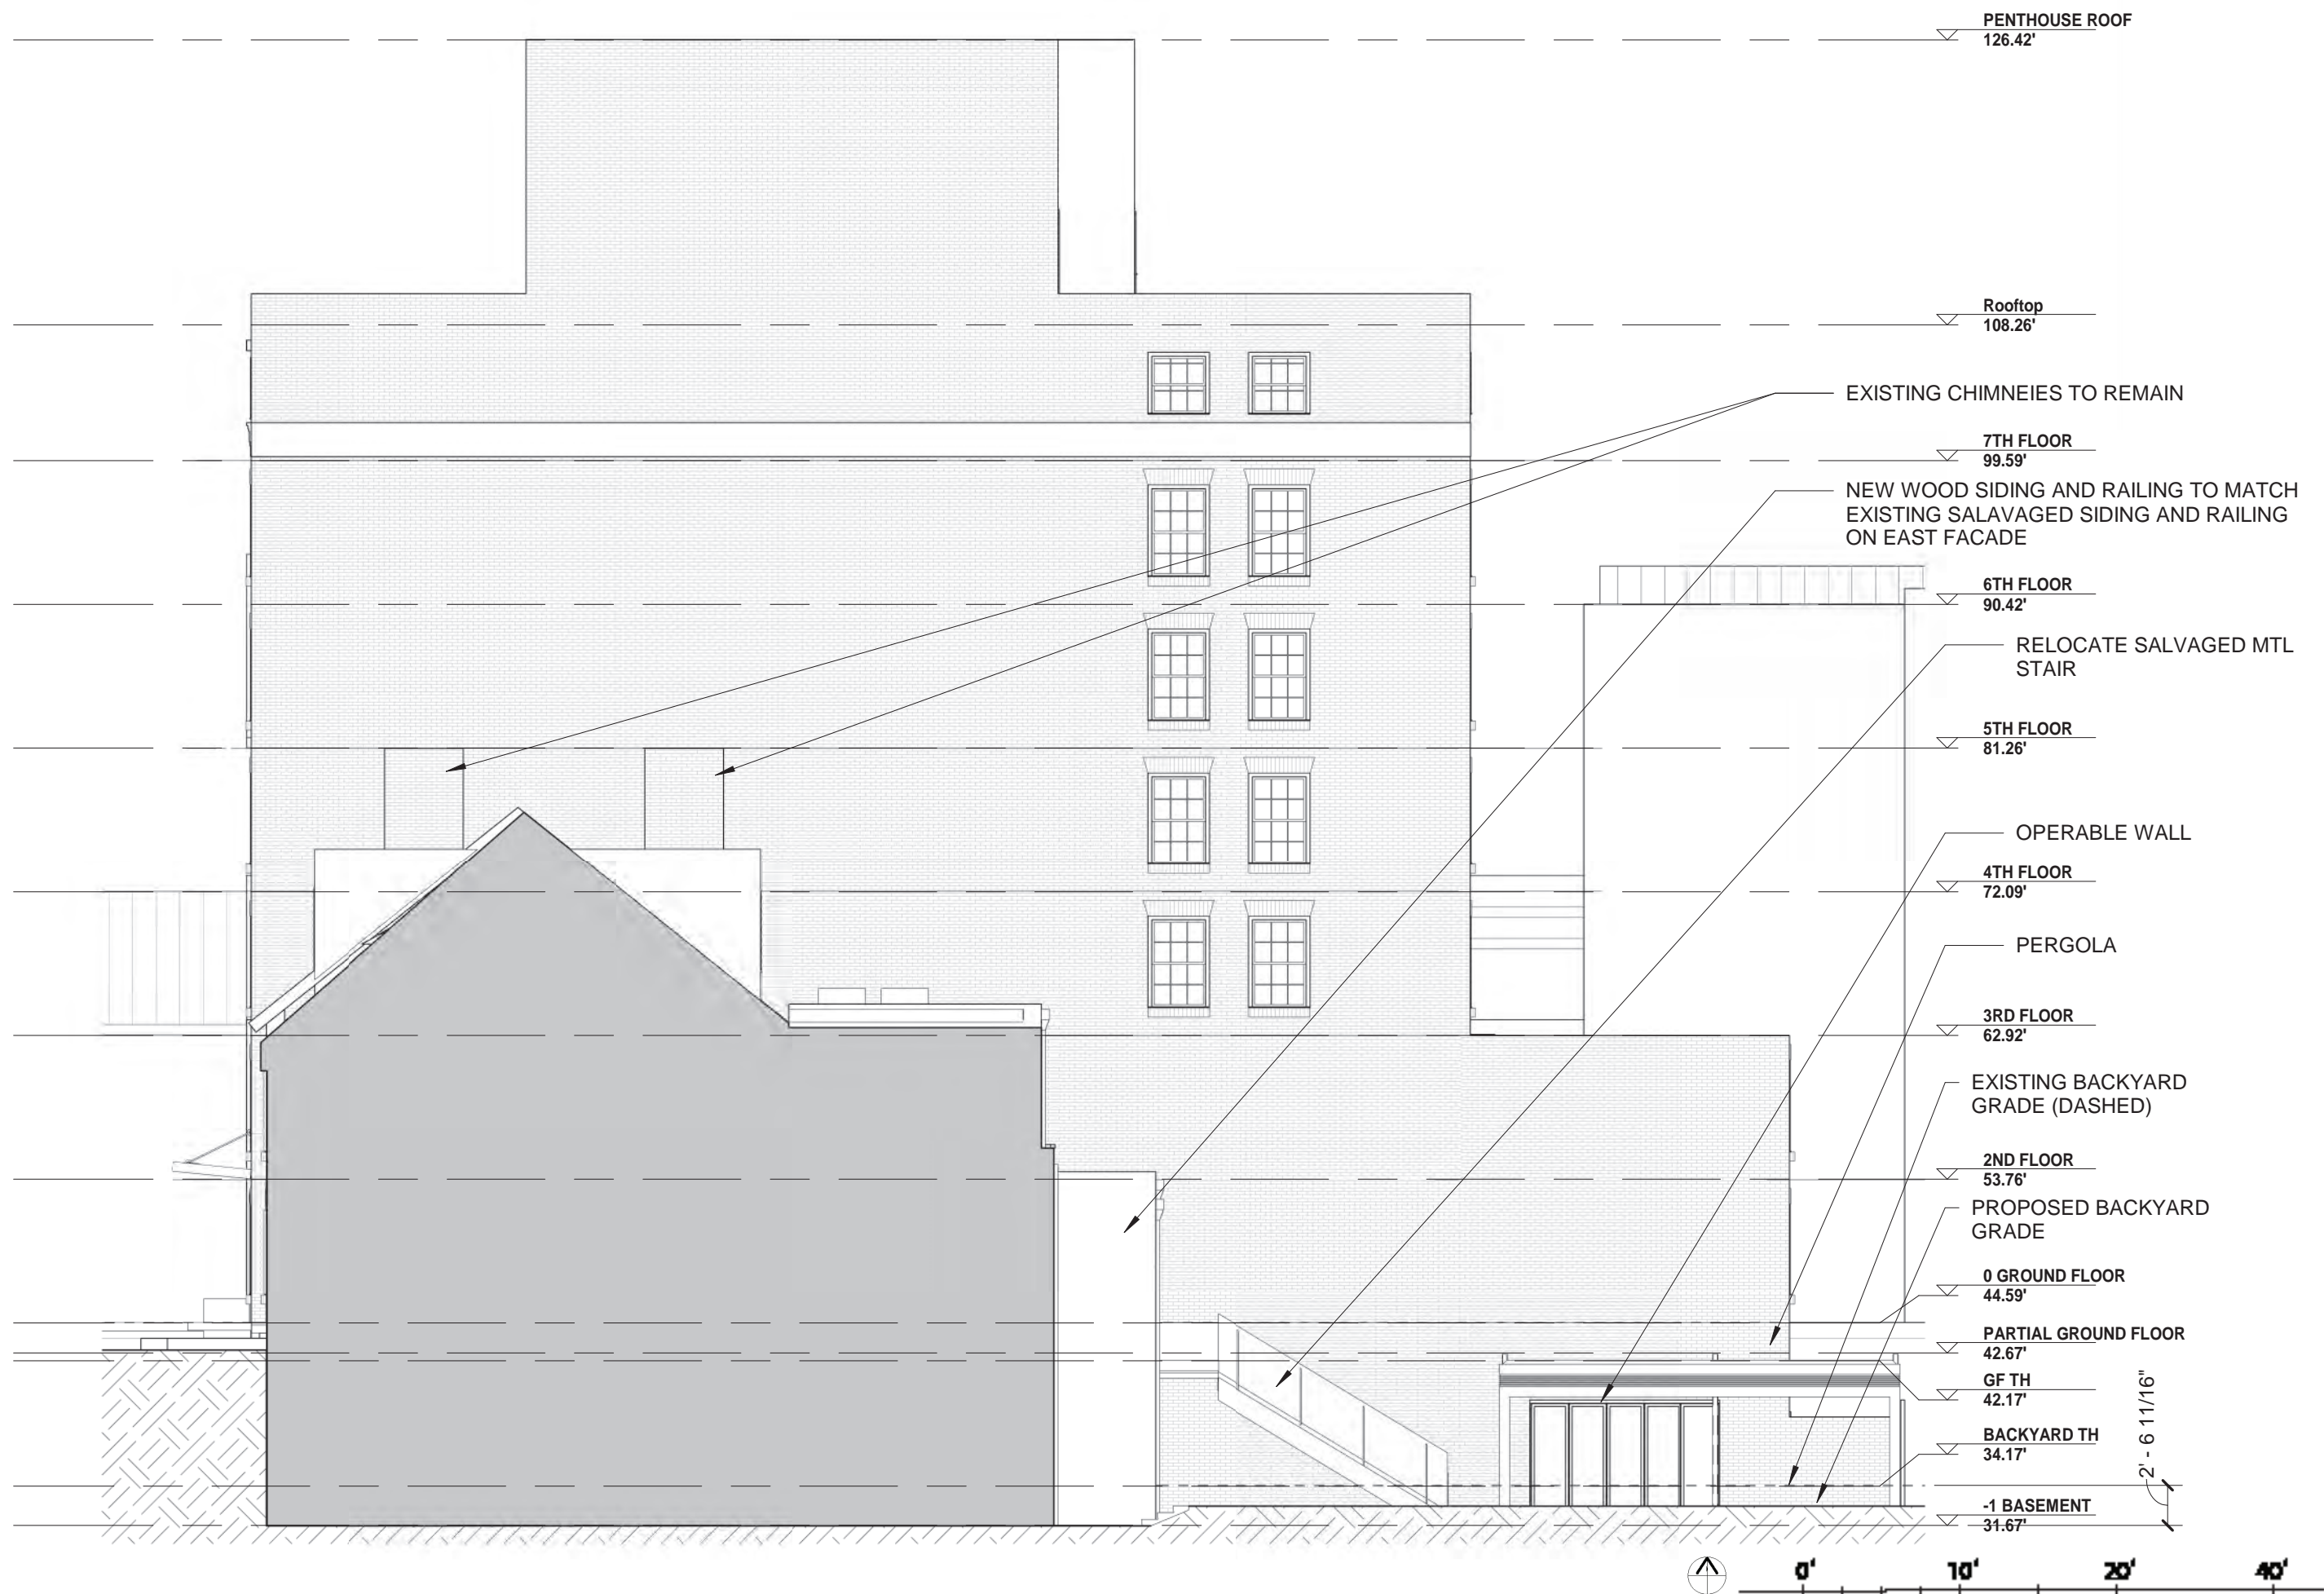 PENTHOUSE ROOF
126.42'
Rooftop
108.26'
EXISTING CHIMNEIES TO REMAIN
7TH FLOOR
99.59'
NEW WOOD SIDING AND RAILING TO MATCH
EXISTING SALAVAGED SIDING AND RAILING
ON EAST FACADE
6TH FLOOR
90.42'
RELOCATE SALVAGED MTL
STAIR
5TH FLOOR
81.26'
OPERABLE WALL
4TH FLOOR
72.09'
PERGOLA
3RD FLOOR
62.92'
EXISTING BACKYARD
GRADE (DASHED)
2ND FLOOR
53.76'
PROPOSED BACKYARD
GRADE
0 GROUND FLOOR
44.59'
PARTIAL GROUND FLOOR
42.67'
GF TH
42.17'
BACKYARD TH
34.17'
2' - 6 11/16"
-1 BASEMENT
31.67'
0' 10' 20' 40'